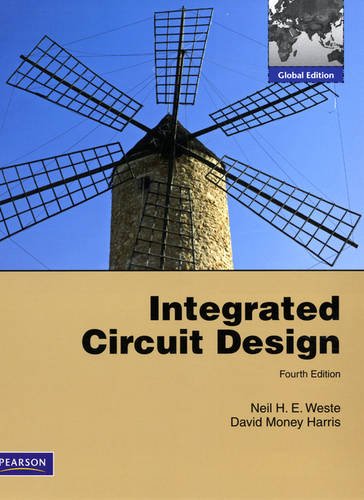 Global Edition
Integrated
Circuit Design
Fourth Edition
Neil H. E. Weste
David Money Harris
PEARSON